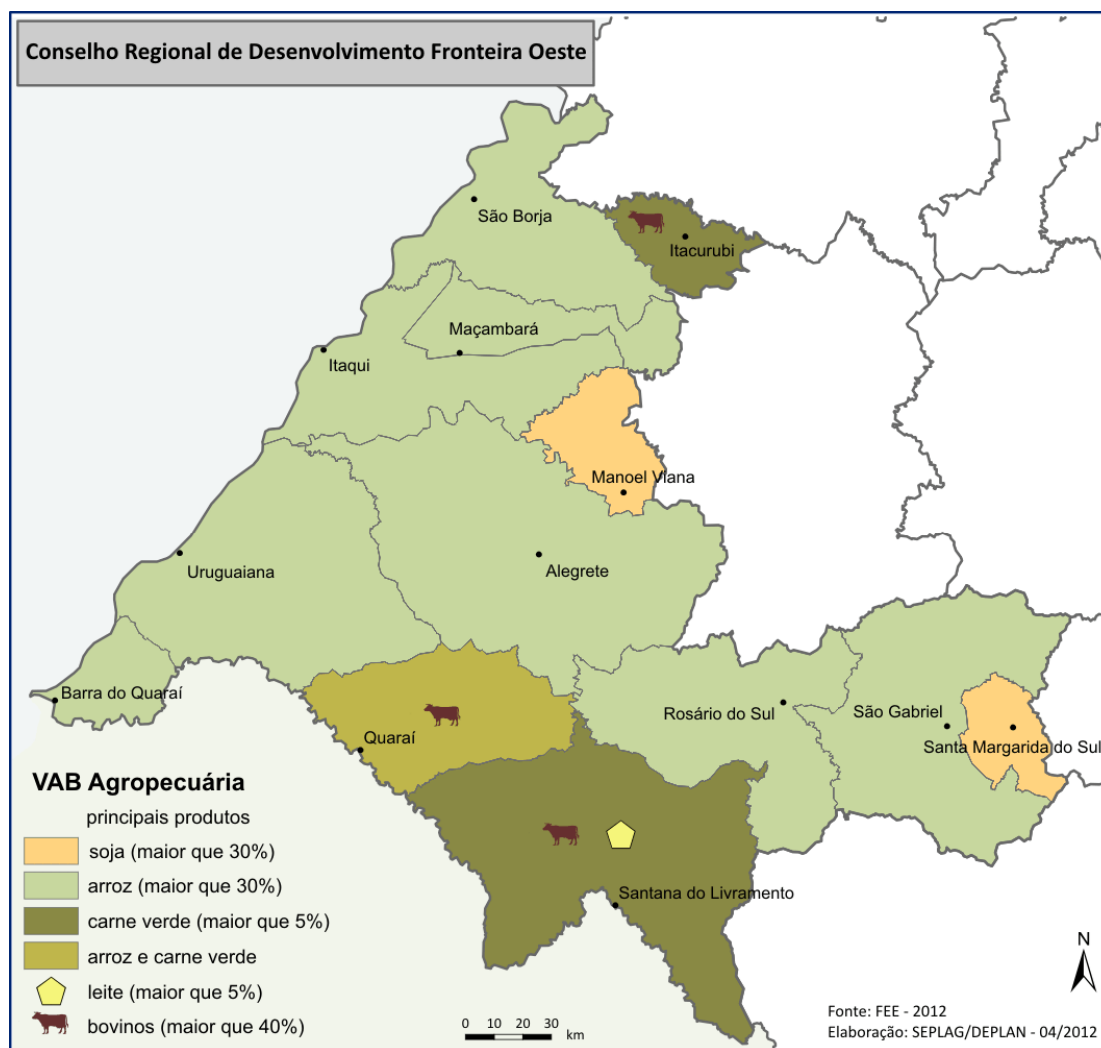 Conselho Regional de Desenvolvimento Fronteira Oeste
São Borja
Itacurubi
Maçambará
Itaqui
Manoel Viana
Uruguaiana
Alegrete
Barra do Quaraí
Rosário do Sul
São Gabriel
Santa Margarida do Sul
Quaraí
Santana do Livramento
VAB Agropecuária
principais produtos
soja (maior que 30%)
arroz (maior que 30%)
carne verde (maior que 5%)
arroz e carne verde
leite (maior que 5%)
bovinos (maior que 40%)
0 10 20 30
km
N
Fonte: FEE - 2012
Elaboração: SEPLAG/DEPLAN - 04/2012